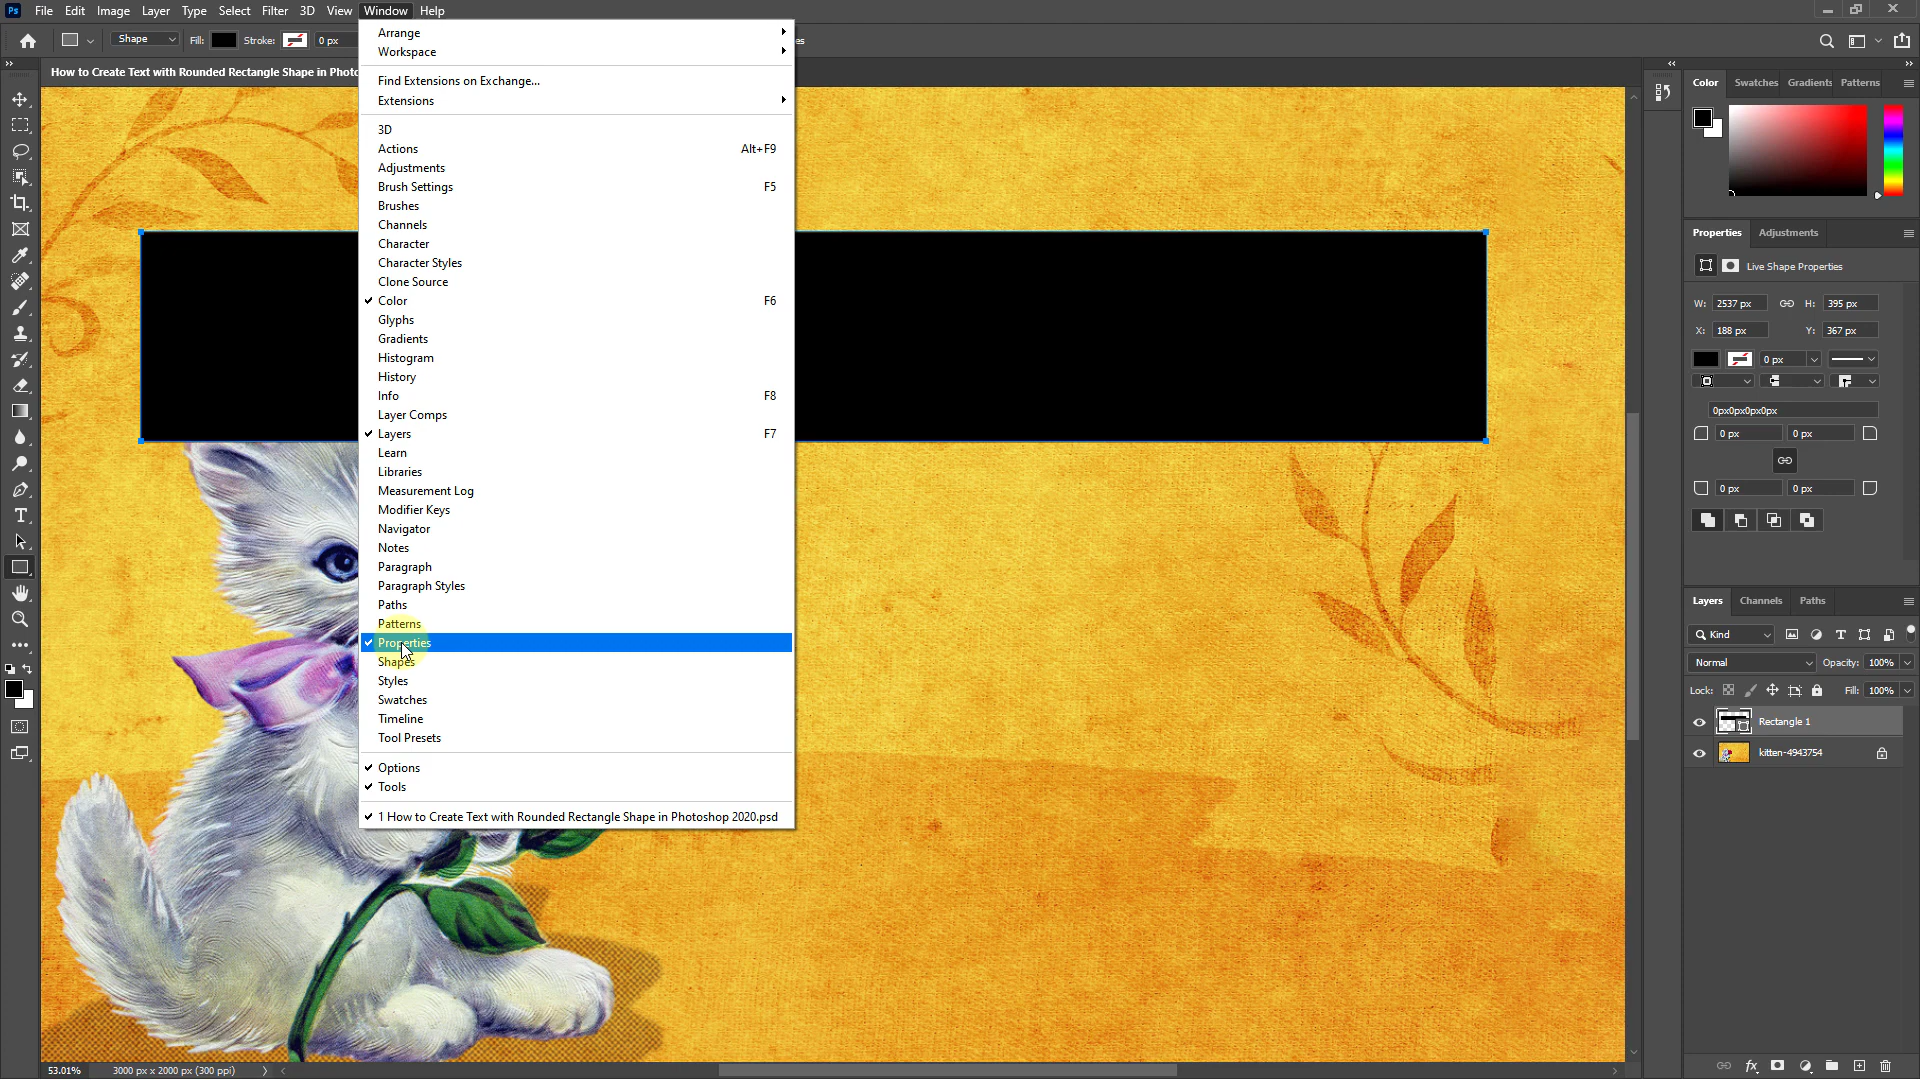 Ps File Edit Image Layer Type Select Filter 3D View Window Help
Shape Fill: Stroke: 0 px es
How to Create Text with Rounded Rectangle Shape in Photo
Arrange
Workspace
Find Extensions on Exchange...
Extensions
3D
Actions Alt+F9
Adjustments
Brush Settings F5
Brushes
Channels
Character
Character Styles
Clone Source
Color F6
Glyphs
Gradients
Histogram
History
Info F8
Layer Comps
Layers F7
Learn
Libraries
Measurement Log
Modifier Keys
Navigator
Notes
Paragraph
Paragraph Styles
Paths
Patterns
Properties
Shapes
Styles
Swatches
Timeline
Tool Presets
Options
Tools
1 How to Create Text with Rounded Rectangle Shape in Photoshop 2020.psd
Color Swatches Gradients Patterns
Properties Adjustments
Live Shape Properties
W: 2537 px H: 395 px
X: 188 px Y: 367 px
0 px
0px0px0px0px
0 px 0 px
0 px 0 px
Layers Channels Paths
Kind
Normal Opacity: 100%
Lock: Fill: 100%
Rectangle 1
kitten-4943754
fx
53.01% 3000 px x 2000 px (300 ppi)